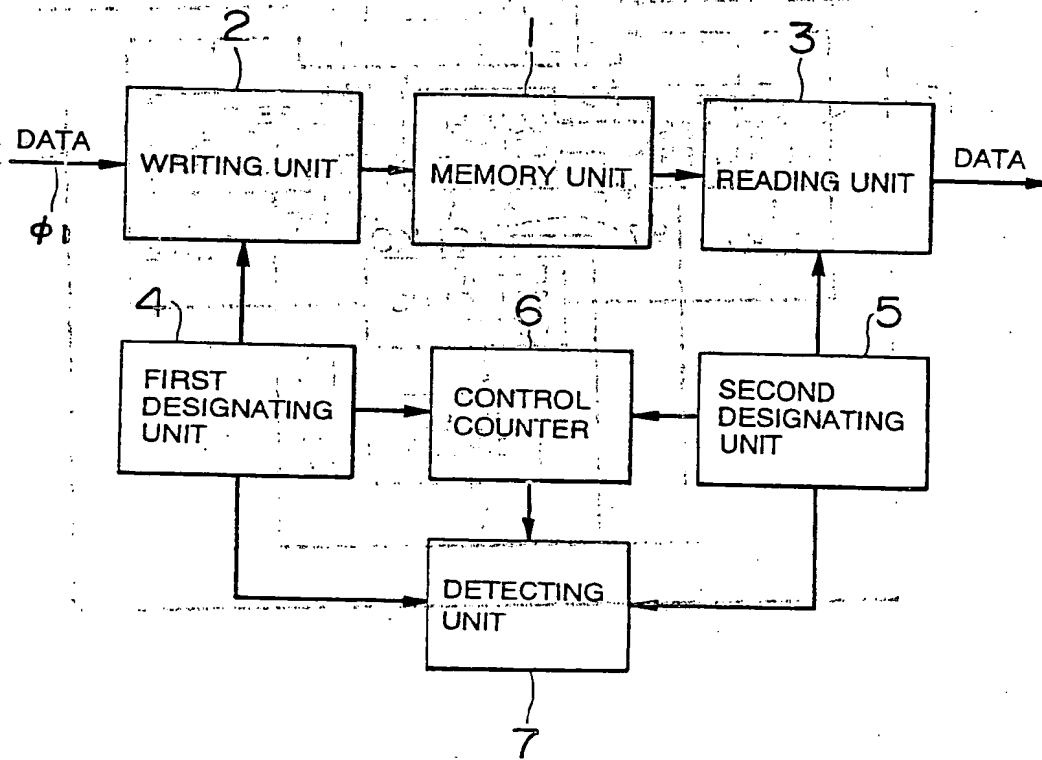 2
1
3
DATA
WRITING UNIT
MEMORY UNIT
READING UNIT
DATA
ϕ
4
6
5
FIRST
DESIGNATING
UNIT
CONTROL
COUNTER
SECOND
DESIGNATING
UNIT
DETECTING
UNIT
7